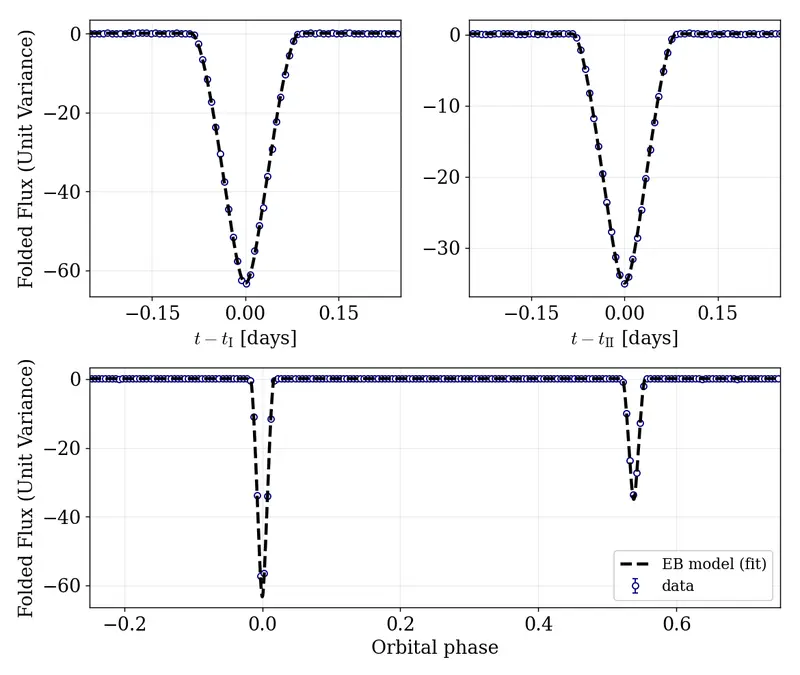 Folded Flux (Unit Variance)
0
−20
−40
−60
−0.15 0.00 0.15
t − t_I [days]
0
−10
−20
−30
−0.15 0.00 0.15
t − t_II [days]
Folded Flux (Unit Variance)
0
−20
−40
−60
−0.2 0.0 0.2 0.4 0.6
Orbital phase
EB model (fit)
data